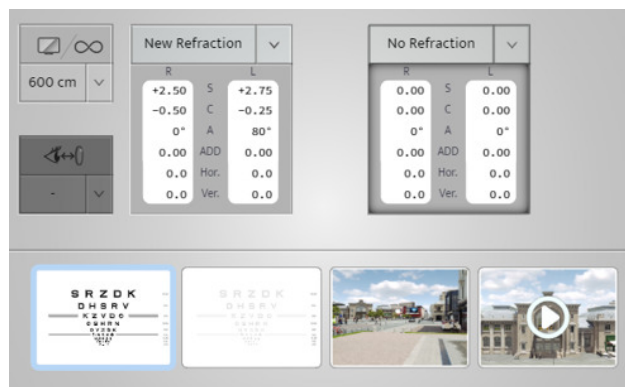 New Refraction
No Refraction
R L
R L
600 cm
+2.50 S +2.75
-0.50 C -0.25
0° A 80°
0.00 ADD 0.00
0.0 Hor. 0.0
0.0 Ver. 0.0
0.00 S 0.00
0.00 C 0.00
0° A 0°
0.00 ADD 0.00
0.0 Hor. 0.0
0.0 Ver. 0.0
-
S R Z D K
D H S R V
K Z V D C
S R Z D K
D H S R V